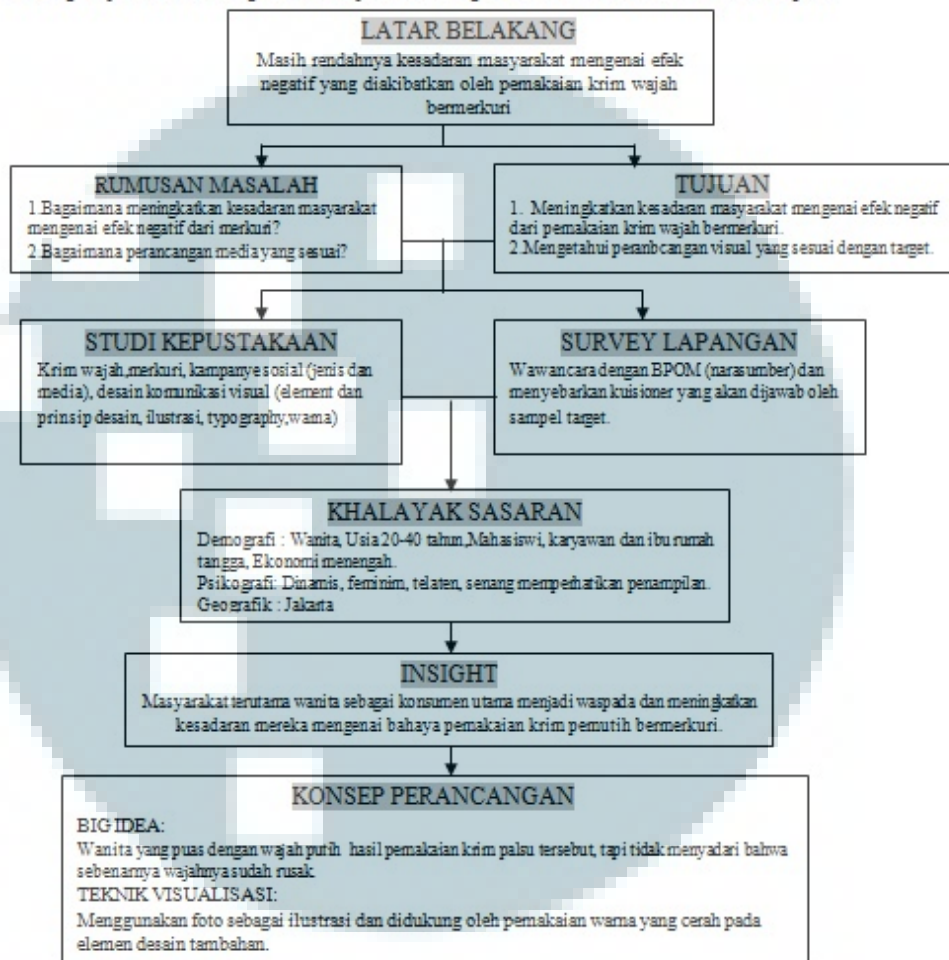 LATAR BELAKANG
Masih rendahnya kesadaran masyarakat mengenai efek
negatif yang diakibatkan oleh pemakaian krim wajah
bermerkuri
RUMUSAN MASALAH
1.Bagaimana meningkatkan kesadaran masyarakat
mengenai efek negatif dari merkuri?
2.Bagaimana perancangan media yang sesuai?
TUJUAN
1. Meningkatkan kesadaran masyarakat mengenai efek negatif
dari pemakaian krim wajah bermerkuri.
2.Mengetahui peranbcangan visual yang sesuai dengan target.
STUDI KEPUSTAKAAN
Krim wajah,merkuri, kampanye sosial (jenis dan
media), desain komunikasi visual (element dan
prinsip desain, ilustrasi, typography,warna)
SURVEY LAPANGAN
Wawancara dengan BPOM (narasumber) dan
menyebarkan kuisioner yang akan dijawab oleh
sampel target.
KHALAYAK SASARAN
Demografi : Wanita, Usia 20-40 tahun,Mahasiswi, karyawan dan ibu rumah
tangga, Ekonomi menengah.
Psikografi: Dinamis, feminim, telaten, senang memperhatikan penampilan.
Geografik : Jakarta
INSIGHT
Masyarakat terutama wanita sebagai konsumen utama menjadi waspada dan meningkatkan
kesadaran mereka mengenai bahaya pemakaian krim pemutih bermerkuri.
KONSEP PERANCANGAN
BIG IDEA:
Wanita yang puas dengan wajah putih hasil pemakaian krim palsu tersebut, tapi tidak menyadari bahwa
sebenarnya wajahnya sudah rusak.
TEKNIK VISUALISASI:
Menggunakan foto sebagai ilustrasi dan didukung oleh pemakaian warna yang cerah pada
elemen desain tambahan.